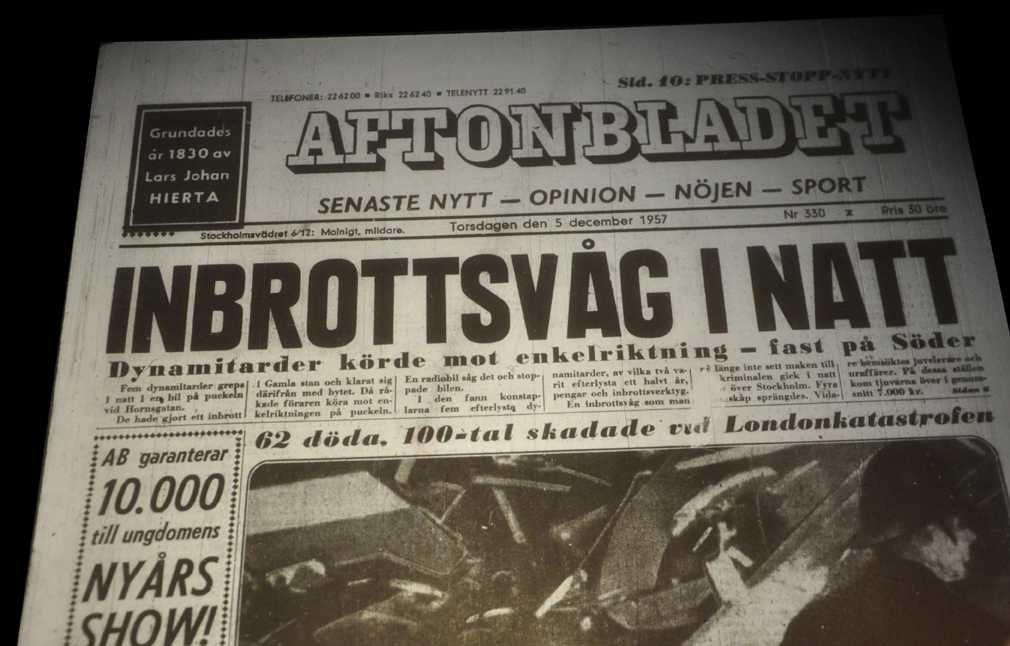 Sid. 10: PRESS-STOPP-NYTT
TELEFONER: 22 62 00 ■ Riks 22 62 40 ■ TELENYTT 22 91 40
Grundades
år 1830 av
Lars Johan
HIERTA
AFTONBLADET
SENASTE NYTT — OPINION — NÖJEN — SPORT
Stockholmsvädret 6/12: Molnigt, mildare.
Torsdagen den 5 december 1957
Nr 330 - x Pris 30 öre
INBROTTSVÅG I NATT
Dynamitarder körde mot enkelriktning — fast på Söder
Fem dynamitarder greps
i natt i en bil på puckeln
vid Hornsgatan.
De hade gjort ett inbrott
i Gamla stan och klarat sig
därifrån med bytet. Då rå-
kade föraren köra mot en-
kelriktningen på puckeln.
En radiobil såg det och stop-
pade bilen.
I den fann konstap-
larna fem efterlysta dy-
namitarder, av vilka två va-
rit efterlysta ett halvt år,
pengar och inbrottsverktyg.
En inbrottsvåg som man
länge inte sett maken till
kriminalen gick i natt
över Stockholm. Fyra
skåp sprängdes. Vida-
re bemäktes juvelerare och
uraffärer. På dessa ställen
kom tjuvarna över i genom-
snitt 7.000 kr.
62 döda, 100-tal skadade vid Londonkatastrofen
AB garanterar
10.000
till ungdomens
NYÅRS
SHOW!